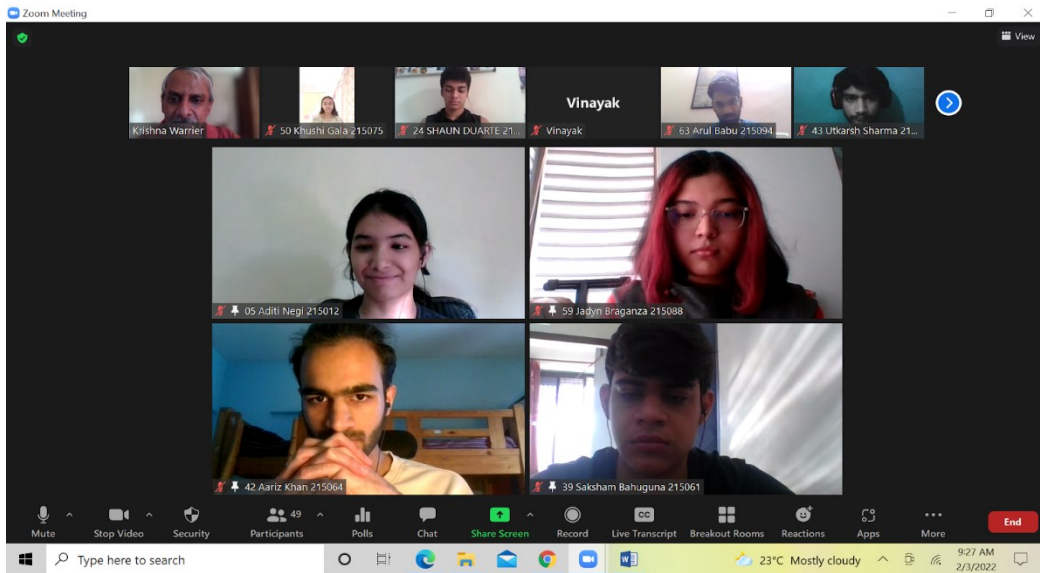 Zoom Meeting
View
Krishna Warrier
50 Khushi Gala 215075
24 SHAUN DUARTE 21...
Vinayak
Vinayak
63 Arul Babu 215094
43 Utkarsh Sharma 21...
05 Aditi Negi 215012
59 Jadyn Braganza 215088
42 Aariz Khan 215064
39 Saksham Bahuguna 215061
49
CC
Mute
Stop Video
Security
Participants
Polls
Chat
Share Screen
Record
Live Transcript
Breakout Rooms
Reactions
Apps
More
End
Type here to search
23°C Mostly cloudy
9:27 AM
2/3/2022